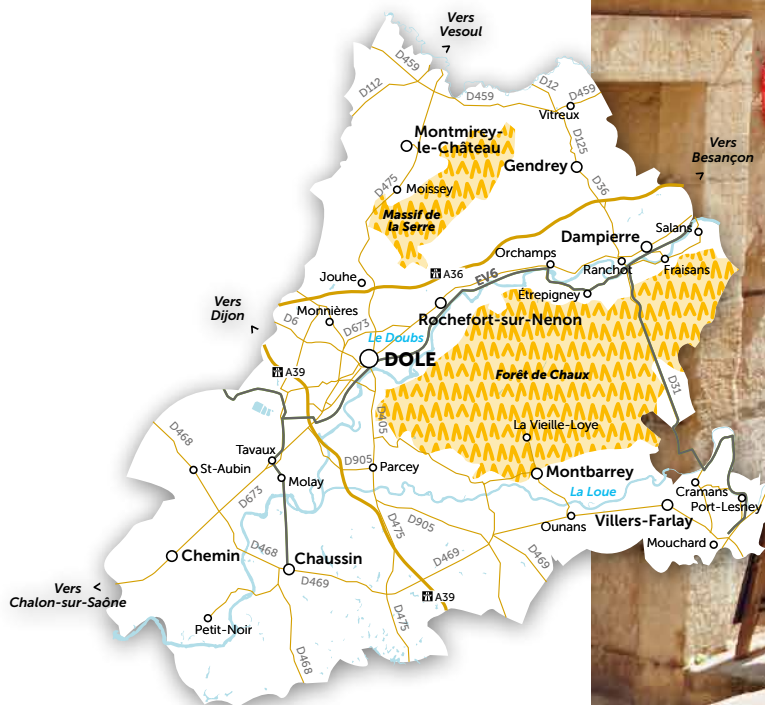 Vers
Vesoul
D459
D112
D459
D12
D459
Vitreux
Montmirey-
le-Château
D125
Vers
Besançon
Gendrey
D475
Moissey
D36
Massif de
la Serre
Salans
Dampierre
Orchamps
A36
EV6
Ranchot
Fraisans
Jouhe
Étrepigney
Vers
Dijon
Monnières
D6
D673
Rochefort-sur-Nenon
Le Doubs
DOLE
A39
Forêt de Chaux
D31
D405
La Vieille-Loye
D468
Tavaux
St-Aubin
D905
Parcey
Montbarrey
Molay
La Loue
Cramans
Port-Lesney
D673
D475
D905
Ounans
Villers-Farlay
Mouchard
Chemin
D468
Chaussin
D469
D469
D469
Vers
Chalon-sur-Saône
A39
Petit-Noir
D475
D468